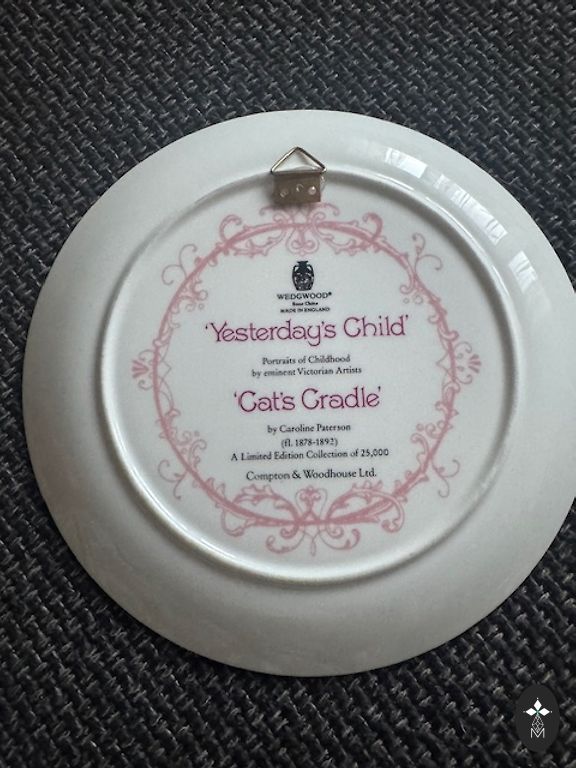 WEDGWOOD®
Bone China
MADE IN ENGLAND
'Yesterday's Child'
Portraits of Childhood
by eminent Victorian Artists
'Cat's Cradle'
by Caroline Paterson
(fl. 1878-1892)
A Limited Edition Collection of 25,000
Compton & Woodhouse Ltd.
M